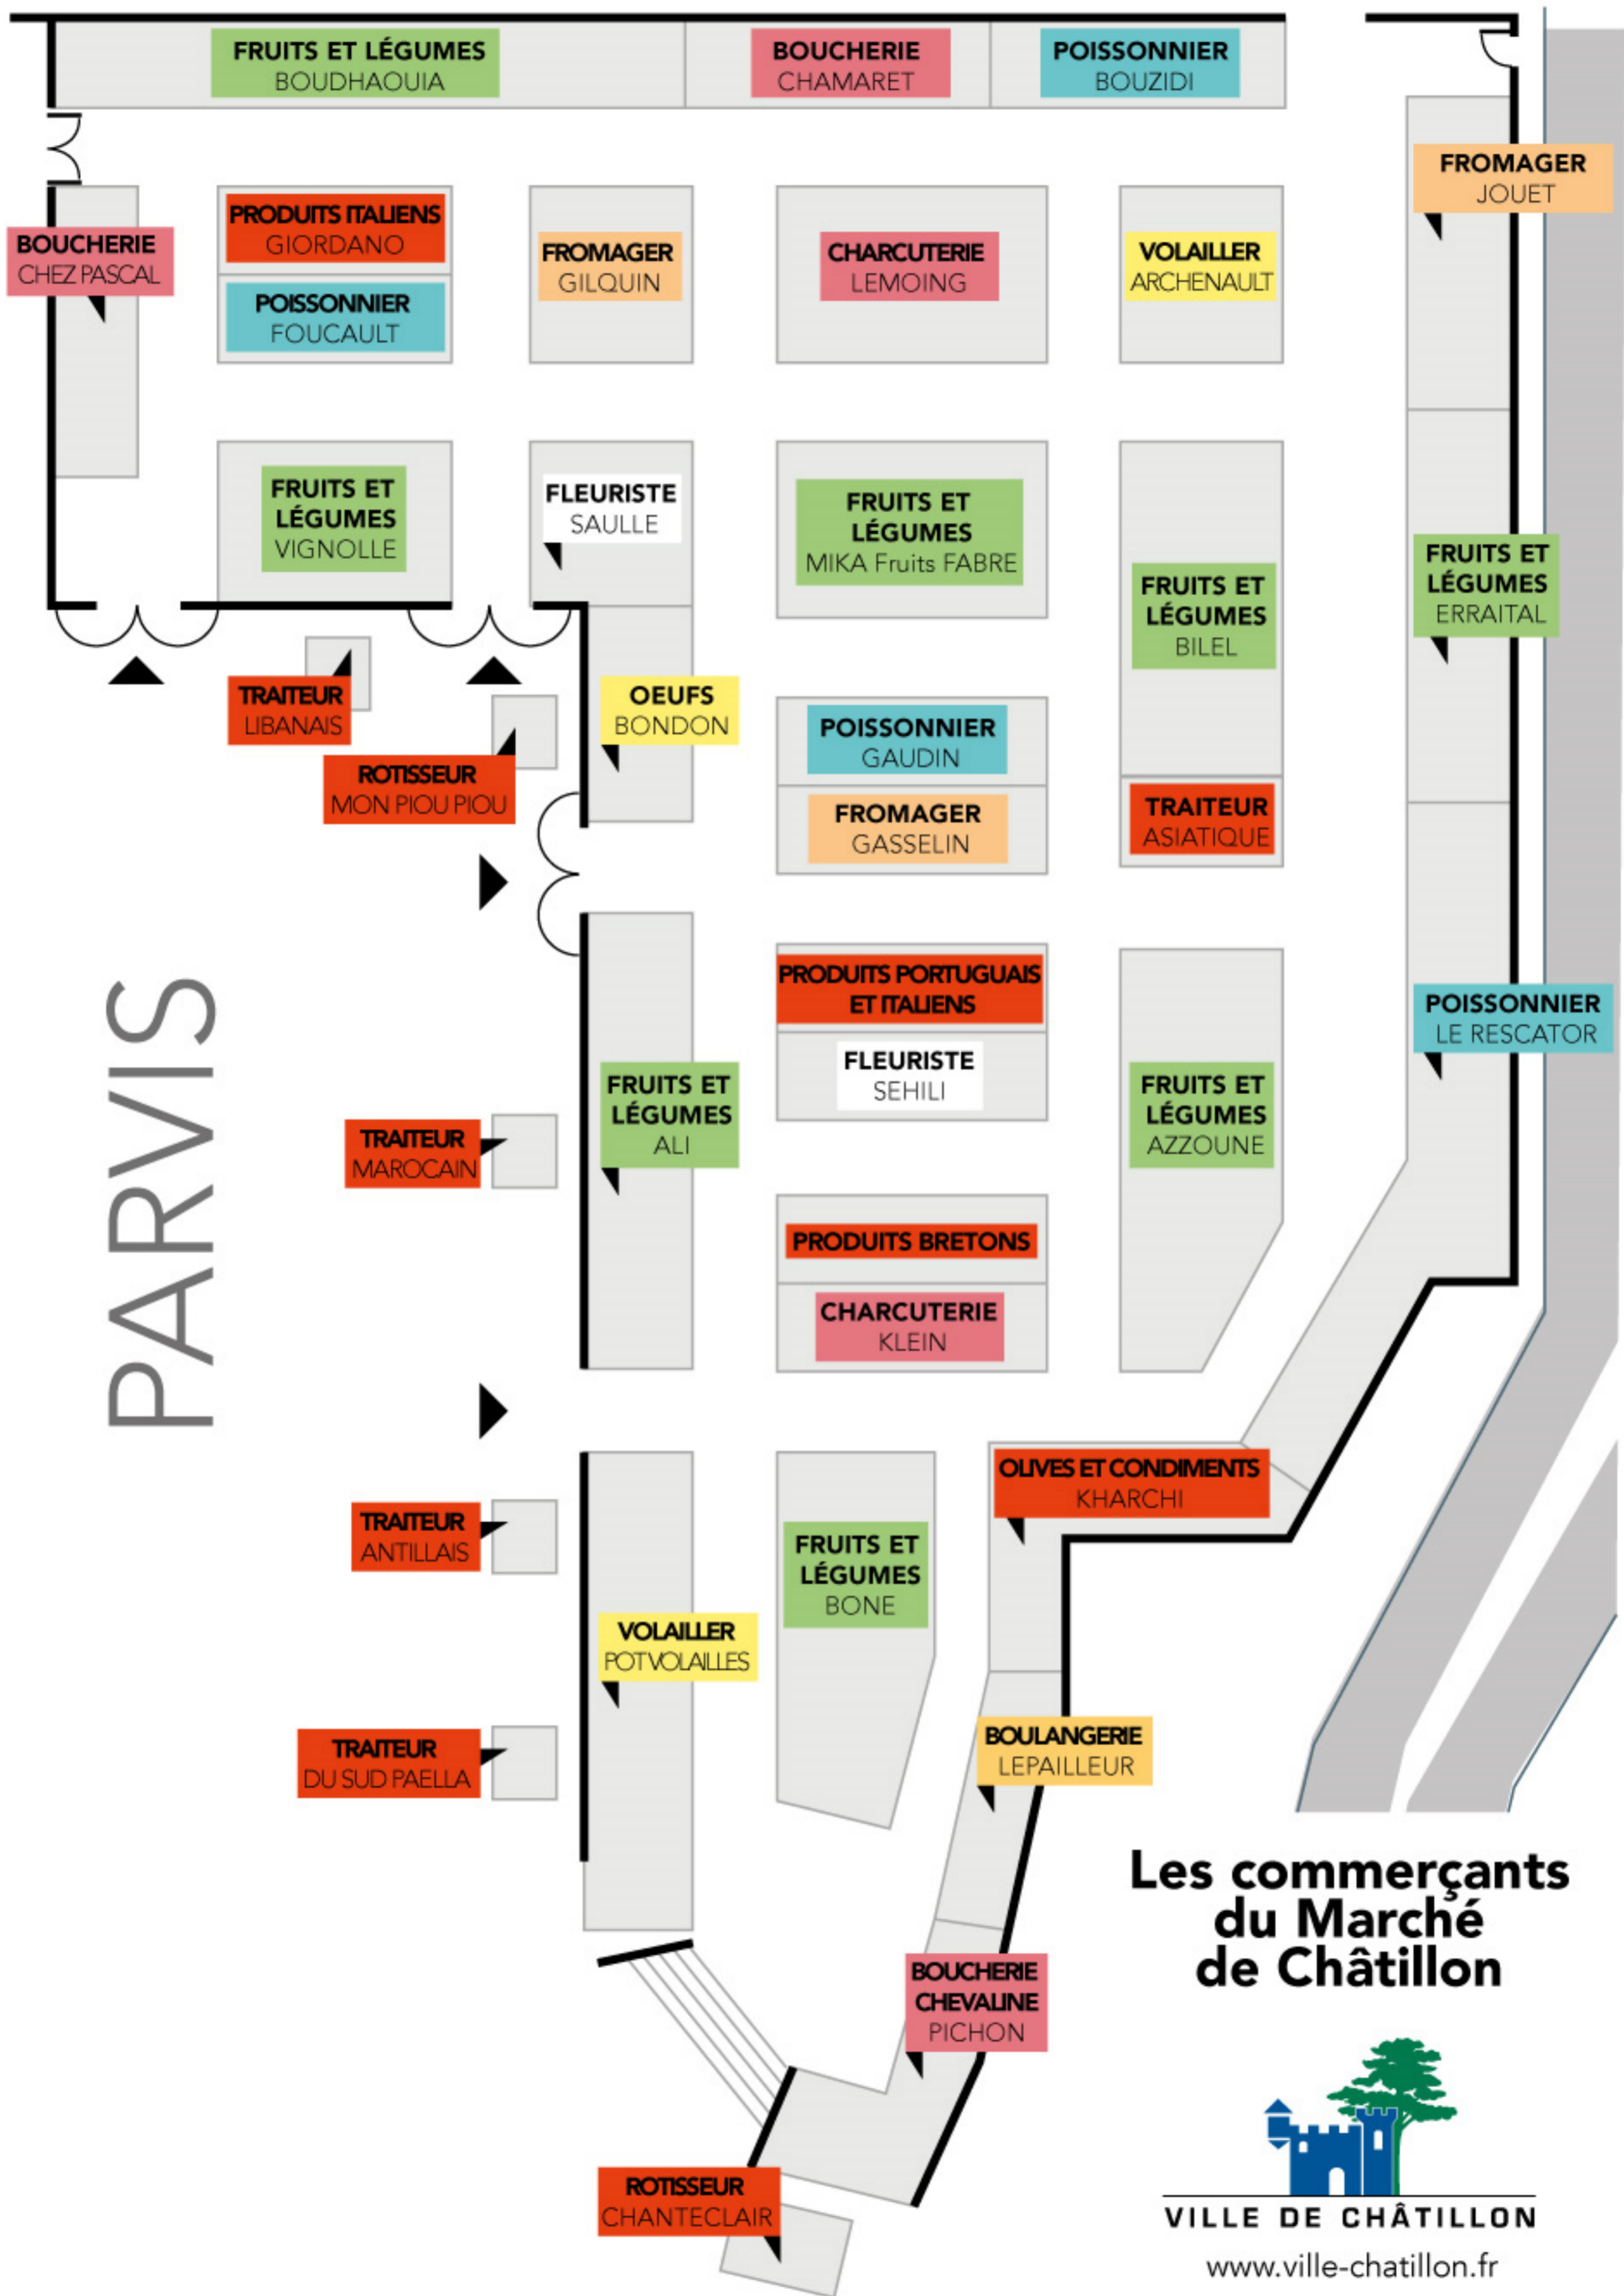 FRUITS ET LÉGUMES
BOUDHAOUIA
BOUCHERIE
CHAMARET
POISSONNIER
BOUZIDI
FROMAGER
JOUET
BOUCHERIE
CHEZ PASCAL
PRODUITS ITALIENS
GIORDANO
POISSONNIER
FOUCAULT
FROMAGER
GILQUIN
CHARCUTERIE
LEMOING
VOLAILLER
ARCHENAULT
FRUITS ET
LÉGUMES
VIGNOLLE
FLEURISTE
SAULLE
FRUITS ET
LÉGUMES
MIKA Fruits FABRE
FRUITS ET
LÉGUMES
BILEL
FRUITS ET
LÉGUMES
ERRAITAL
TRAITEUR
LIBANAIS
ROTISSEUR
MON PIOU PIOU
OEUFS
BONDON
POISSONNIER
GAUDIN
FROMAGER
GASSELIN
TRAITEUR
ASIATIQUE
PARVIS
PRODUITS PORTUGUAIS
ET ITALIENS
FLEURISTE
SEHILI
POISSONNIER
LE RESCATOR
TRAITEUR
MAROCAIN
FRUITS ET
LÉGUMES
ALI
FRUITS ET
LÉGUMES
AZZOUNE
PRODUITS BRETONS
CHARCUTERIE
KLEIN
OLIVES ET CONDIMENTS
KHARCHI
TRAITEUR
ANTILLAIS
FRUITS ET
LÉGUMES
BONE
VOLAILLER
POTVOLAILLES
TRAITEUR
DU SUD PAELLA
BOULANGERIE
LEPAILLEUR
BOUCHERIE
CHEVALINE
PICHON
ROTISSEUR
CHANTECLAIR
Les commerçants
du Marché
de Châtillon
VILLE DE CHÂTILLON
www.ville-chatillon.fr